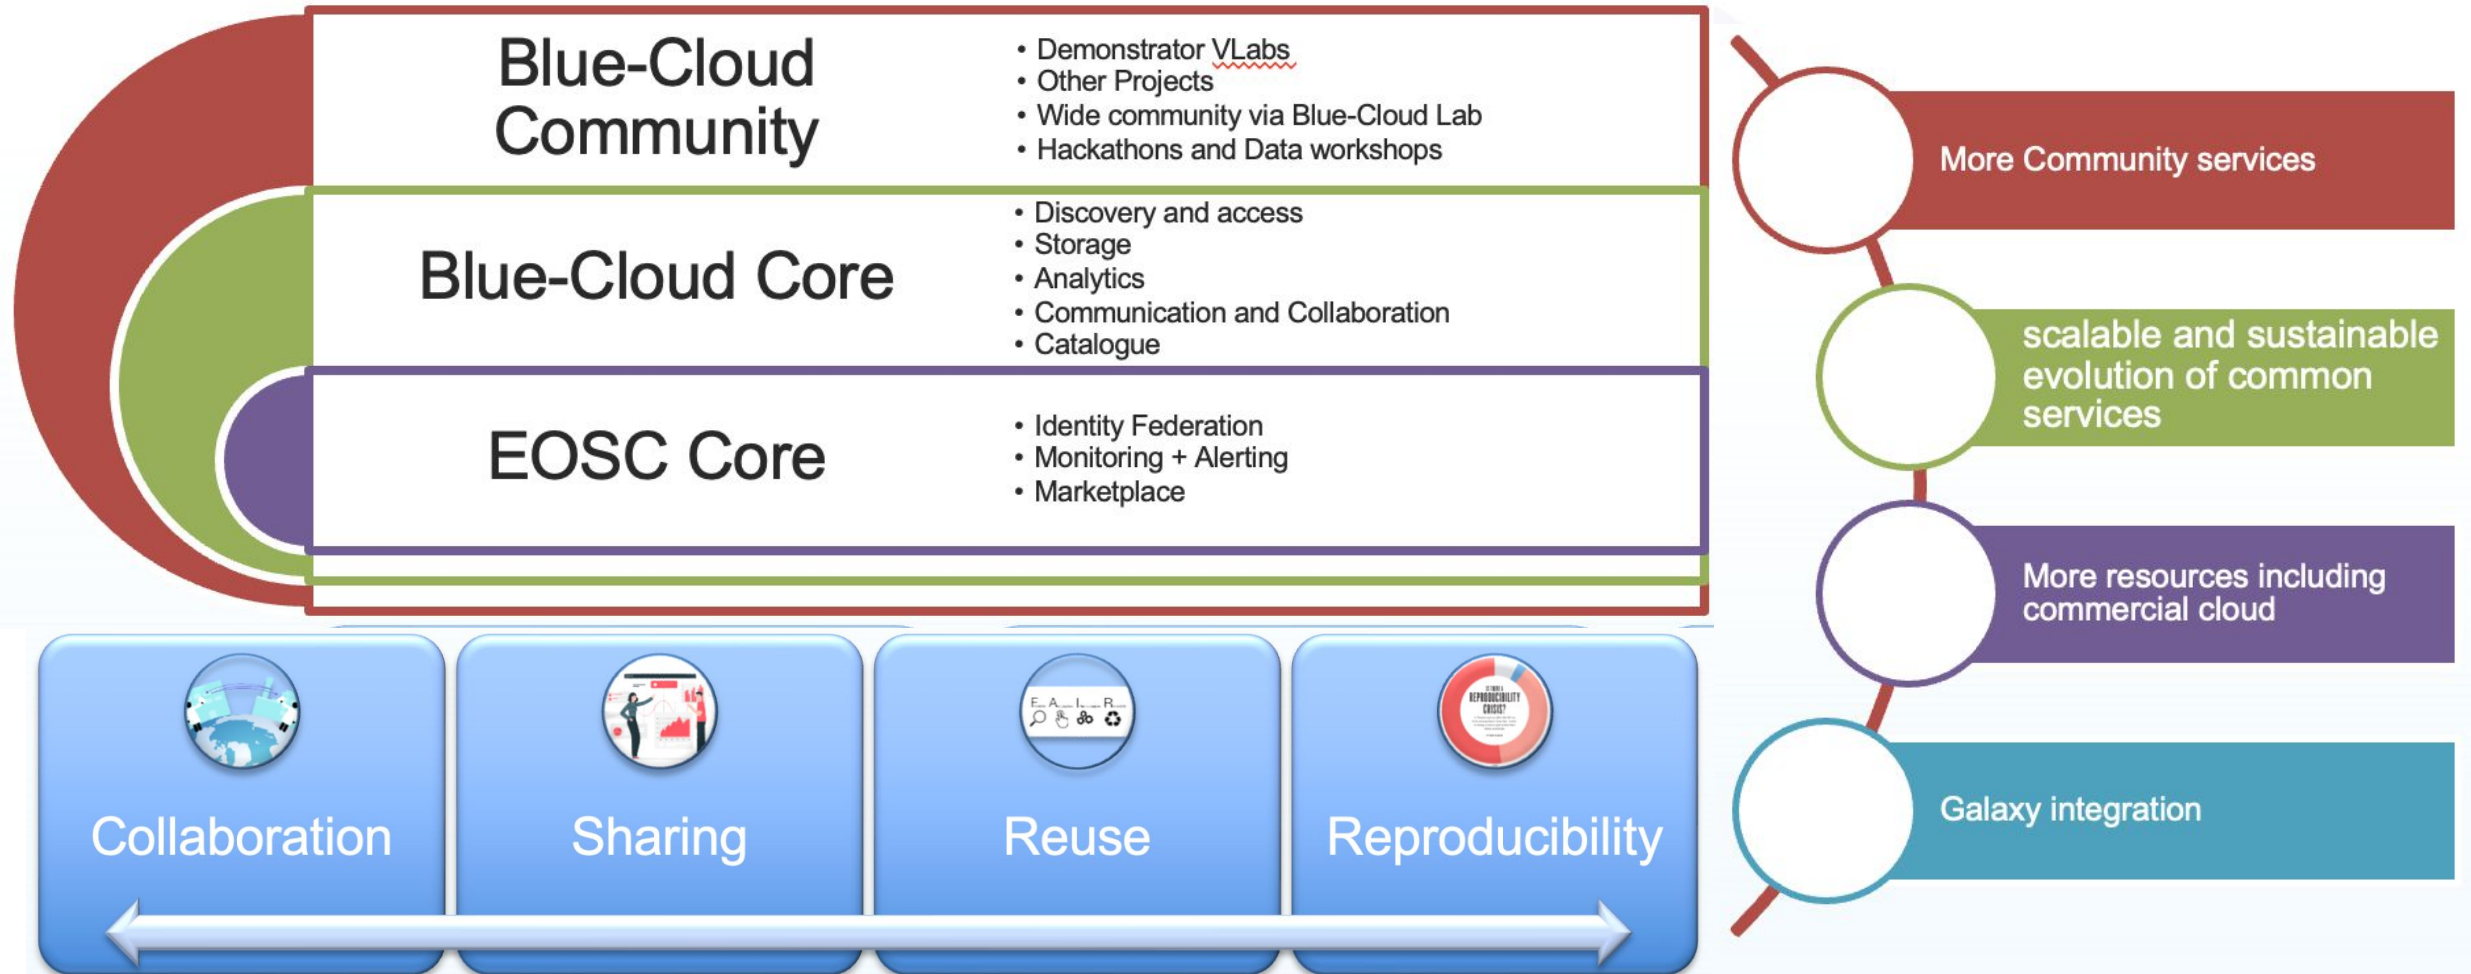 Blue-Cloud
Community
• Demonstrator VLabs
• Other Projects
• Wide community via Blue-Cloud Lab
• Hackathons and Data workshops
Blue-Cloud Core
• Discovery and access
• Storage
• Analytics
• Communication and Collaboration
• Catalogue
EOSC Core
• Identity Federation
• Monitoring + Alerting
• Marketplace
Collaboration
Sharing
F A I R
Reuse
REPRODUCIBILITY
CRISIS?
Reproducibility
More Community services
scalable and sustainable
evolution of common
services
More resources including
commercial cloud
Galaxy integration